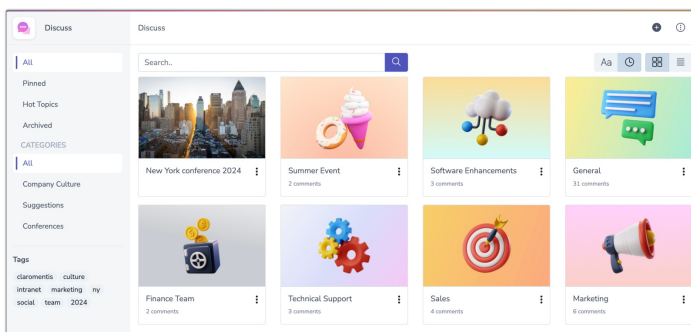 Discuss
Discuss
All
Pinned
Hot Topics
Archived
CATEGORIES
All
Company Culture
Suggestions
Conferences
Tags
claromentis culture
intranet marketing ny
social team 2024
Search..
Aa
New York conference 2024
Summer Event
2 comments
Software Enhancements
3 comments
General
31 comments
Finance Team
2 comments
Technical Support
3 comments
Sales
4 comments
Marketing
6 comments